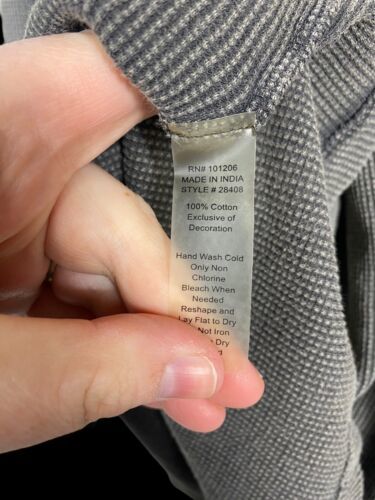 RN# 101206
MADE IN INDIA
STYLE # 28408
100% Cotton
Exclusive of
Decoration
Hand Wash Cold
Only Non
Chlorine
Bleach When
Needed
Reshape and
Lay Flat to Dry
Not Iron
Dry